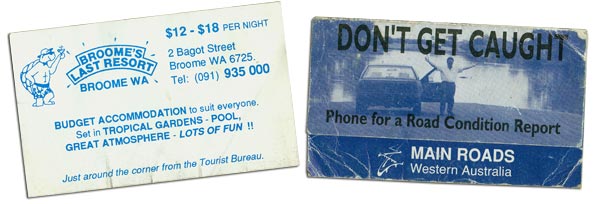 BROOME'S
LAST RESORT
BROOME WA
$12 - $18 PER NIGHT
2 Bagot Street
Broome WA 6725.
Tel: (091) 935 000
BUDGET ACCOMMODATION to suit everyone.
Set in TROPICAL GARDENS - POOL,
GREAT ATMOSPHERE - LOTS OF FUN !!
Just around the corner from the Tourist Bureau.
DON'T GET CAUGHT
Phone for a Road Condition Report
MAIN ROADS
Western Australia